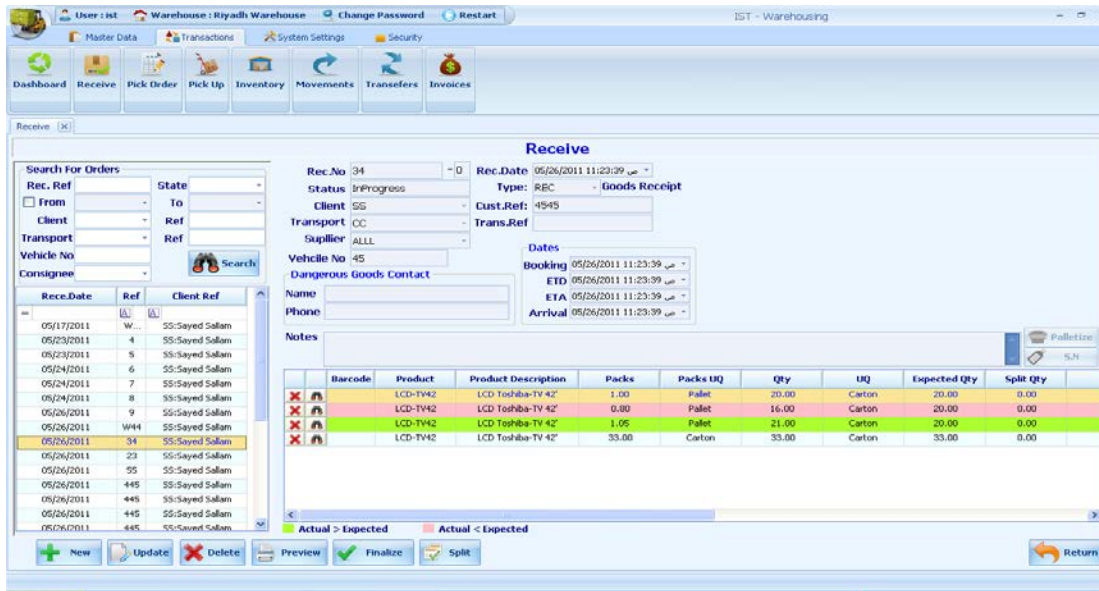 User : ist Warehouse : Riyadh Warehouse Change Password Restart IST - Warehousing
Master Data Transactions System Settings Security
Dashboard Receive Pick Order Pick Up Inventory Movements Transefers Invoices
Receive
Receive
Search For Orders
Rec. Ref State
From To
Client Ref
Transport Ref
Vehicle No
Consignee
Search
Rec.No 34 - 0 Rec.Date 05/26/2011 11:23:39 ص
Status InProgress Type: REC Goods Receipt
Client SS Cust.Ref: 4545
Transport CC Trans.Ref
Supllier ALLL
Vehcile No 45
Dates
Booking 05/26/2011 11:23:39 ص
ETD 05/26/2011 11:23:39 ص
ETA 05/26/2011 11:23:39 ص
Arrival 05/26/2011 11:23:39 ص
Dangerous Goods Contact
Name
Phone
Notes
Palletize
S.N
Rece.Date Ref Client Ref
= A A
05/17/2011 W... SS:Sayed Sallam
05/23/2011 4 SS:Sayed Sallam
05/23/2011 5 SS:Sayed Sallam
05/24/2011 6 SS:Sayed Sallam
05/24/2011 7 SS:Sayed Sallam
05/24/2011 8 SS:Sayed Sallam
05/26/2011 9 SS:Sayed Sallam
05/26/2011 W44 SS:Sayed Sallam
05/26/2011 34 SS:Sayed Sallam
05/26/2011 23 SS:Sayed Sallam
05/26/2011 55 SS:Sayed Sallam
05/26/2011 445 SS:Sayed Sallam
05/26/2011 445 SS:Sayed Sallam
05/26/2011 445 SS:Sayed Sallam
05/26/2011 445 SS:Sayed Sallam
Barcode Product Product Description Packs Packs UQ Qty UQ Expected Qty Split Qty
LCD-TV42 LCD Toshiba-TV 42" 1.00 Pallet 20.00 Carton 20.00 0.00
LCD-TV42 LCD Toshiba-TV 42" 0.80 Pallet 16.00 Carton 20.00 0.00
LCD-TV42 LCD Toshiba-TV 42" 1.05 Pallet 21.00 Carton 20.00 0.00
LCD-TV42 LCD Toshiba-TV 42" 33.00 Carton 33.00 Carton 33.00 0.00
Actual > Expected Actual < Expected
New Update Delete Preview Finalize Split Return